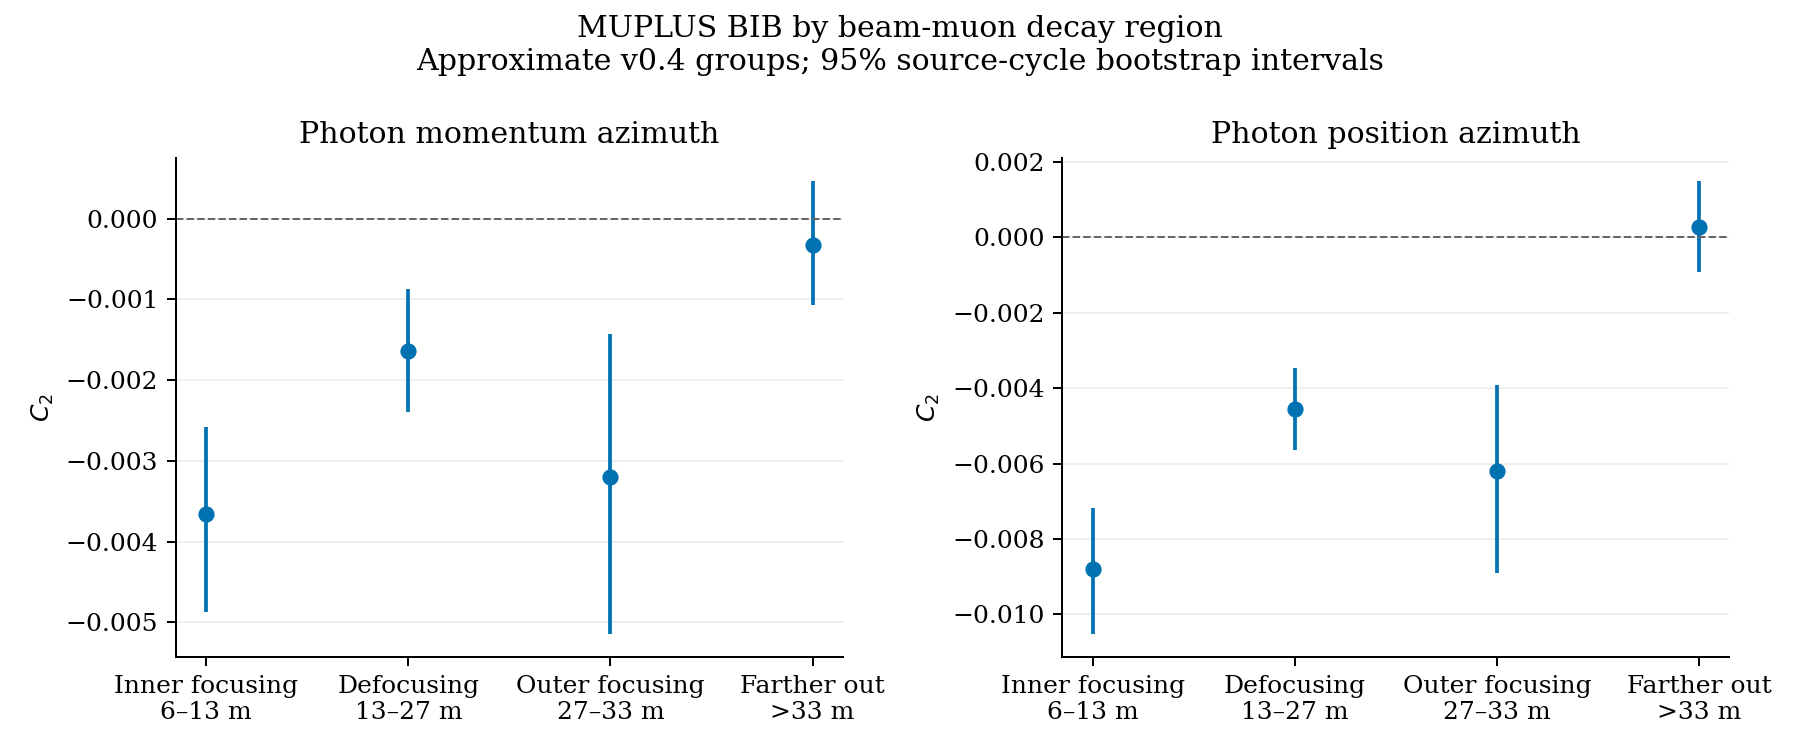 MUPLUS BIB by beam-muon decay region
Approximate v0.4 groups; 95% source-cycle bootstrap intervals
Photon momentum azimuth
0.000
−0.001
−0.002
−0.003
−0.004
−0.005
C₂
Inner focusing
6–13 m
Defocusing
13–27 m
Outer focusing
27–33 m
Farther out
>33 m
Photon position azimuth
0.002
0.000
−0.002
−0.004
−0.006
−0.008
−0.010
C₂
Inner focusing
6–13 m
Defocusing
13–27 m
Outer focusing
27–33 m
Farther out
>33 m